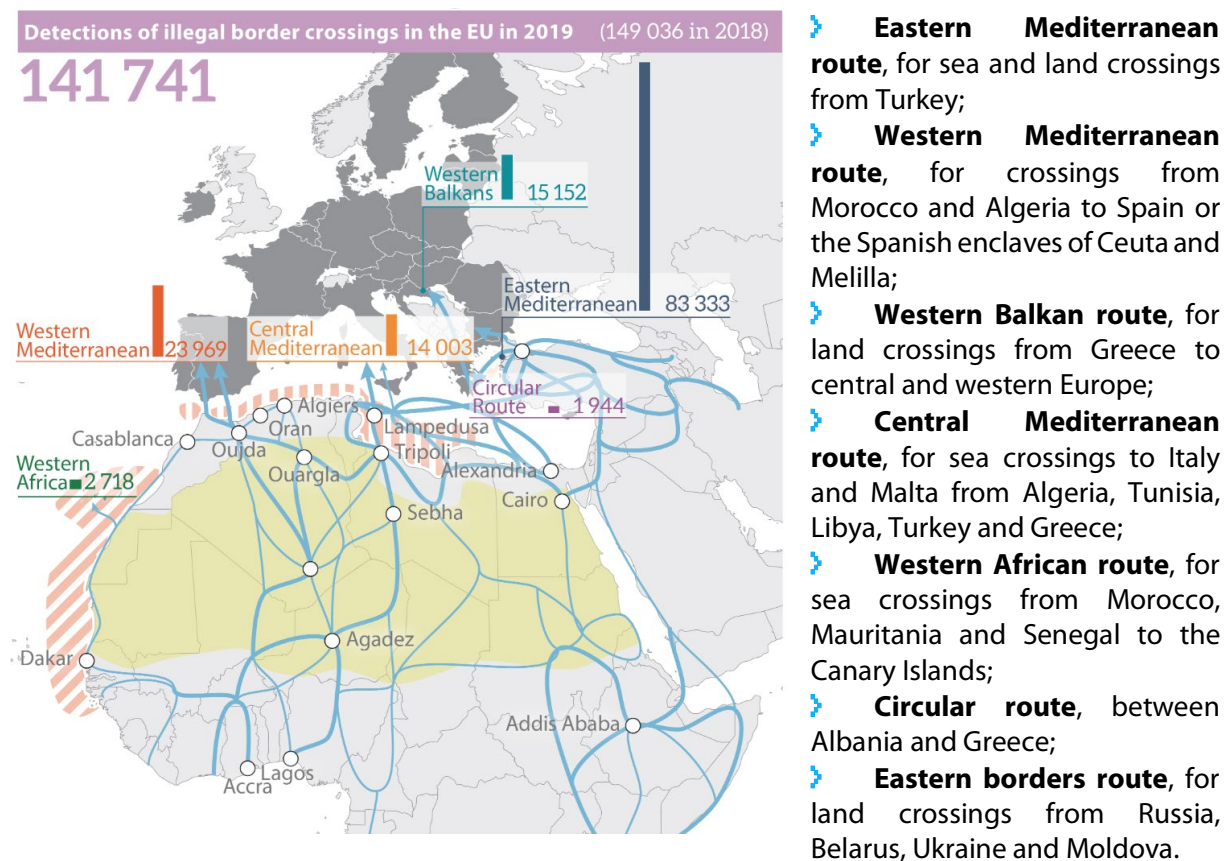 Detections of illegal border crossings in the EU in 2019 (149 036 in 2018)
141 741
Western
Balkans 15 152
Eastern
Mediterranean 83 333
Western
Mediterranean 23 969
Central
Mediterranean 14 003
Circular
Route 1 944
Algiers
Oran
Lampedusa
Casablanca
Oujda
Tripoli
Ouargla
Alexandria
Western
Africa 2 718
Cairo
Sebha
Agadez
Dakar
Addis Ababa
Lagos
Accra
Eastern Mediterranean
route, for sea and land crossings
from Turkey;
Western Mediterranean
route, for crossings from
Morocco and Algeria to Spain or
the Spanish enclaves of Ceuta and
Melilla;
Western Balkan route, for
land crossings from Greece to
central and western Europe;
Central Mediterranean
route, for sea crossings to Italy
and Malta from Algeria, Tunisia,
Libya, Turkey and Greece;
Western African route, for
sea crossings from Morocco,
Mauritania and Senegal to the
Canary Islands;
Circular route, between
Albania and Greece;
Eastern borders route, for
land crossings from Russia,
Belarus, Ukraine and Moldova.